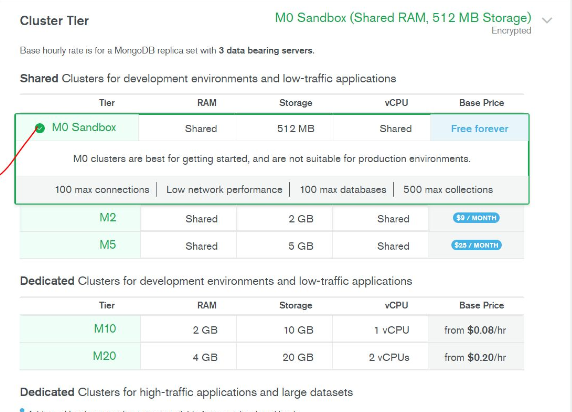 Cluster Tier
M0 Sandbox (Shared RAM, 512 MB Storage)
Encrypted
Base hourly rate is for a MongoDB replica set with 3 data bearing servers.
Shared Clusters for development environments and low-traffic applications
Tier RAM Storage vCPU Base Price
M0 Sandbox Shared 512 MB Shared Free forever
M0 clusters are best for getting started, and are not suitable for production environments.
100 max connections Low network performance 100 max databases 500 max collections
M2 Shared 2 GB Shared $9 / MONTH
M5 Shared 5 GB Shared $25 / MONTH
Dedicated Clusters for development environments and low-traffic applications
Tier RAM Storage vCPU Base Price
M10 2 GB 10 GB 1 vCPU from $0.08/hr
M20 4 GB 20 GB 2 vCPUs from $0.20/hr
Dedicated Clusters for high-traffic applications and large datasets